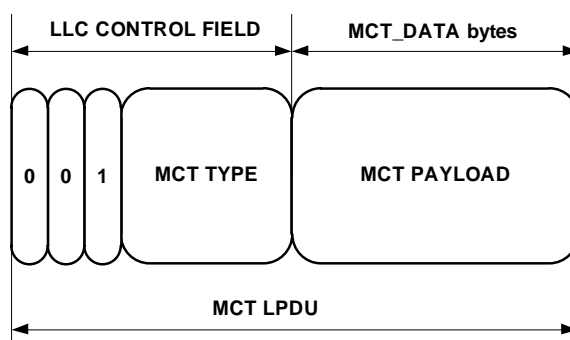 LLC CONTROL FIELD MCT_DATA bytes
0 0 1 MCT TYPE MCT PAYLOAD
MCT LPDU